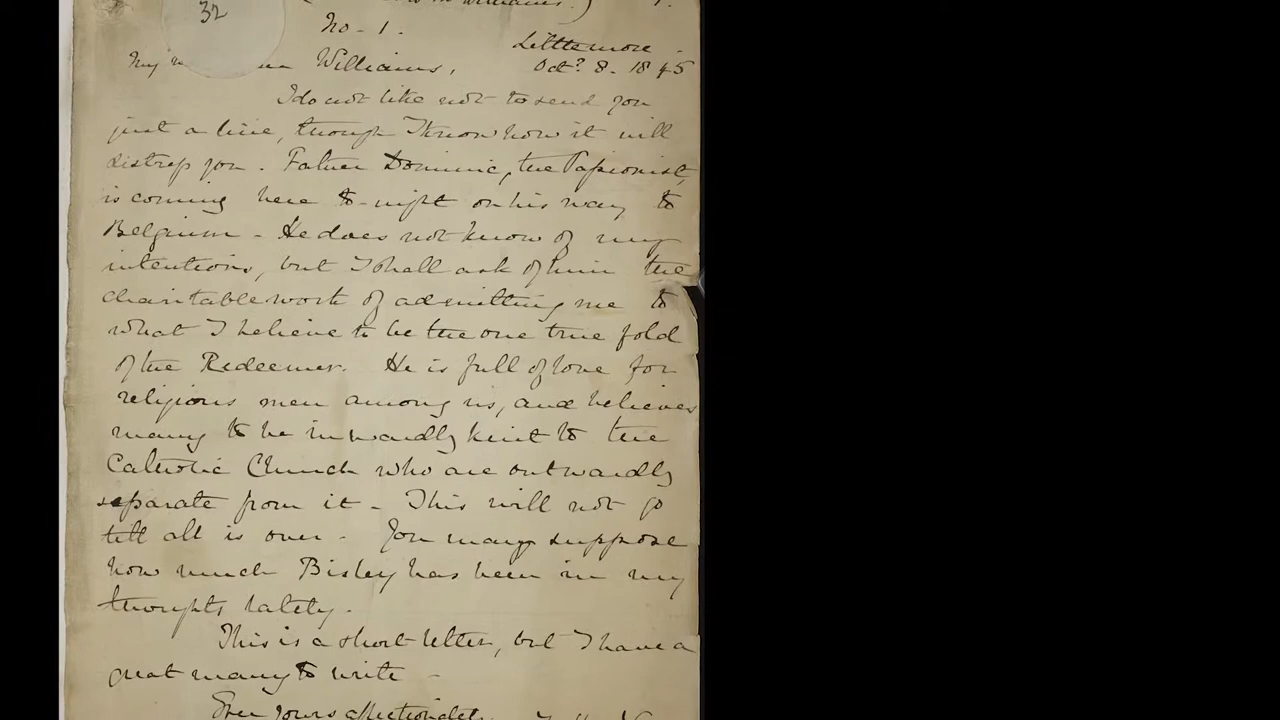 32
Williams.)
No - 1.
Littlemore -
My Williams, Oct? 8. 1845
I do not like not to send you
just a line, though I know how it will
distress you. Father Dominic, the Passionist,
is coming here to-night on his way to
Belgium - He does not know of my
intentions, but I shall ask of him the
charitable work of admitting me to
what I believe to be the one true fold
of the Redeemer. He is full of love for
religious men among us, and believes
many to be inwardly knit to the
Catholic Church who are outwardly
separate from it - This will not go
till all is over - You may suppose
how much Bisley has been in my
thoughts lately.
This is a short letter, but I have a
great many to write -
Ever yours affectionately